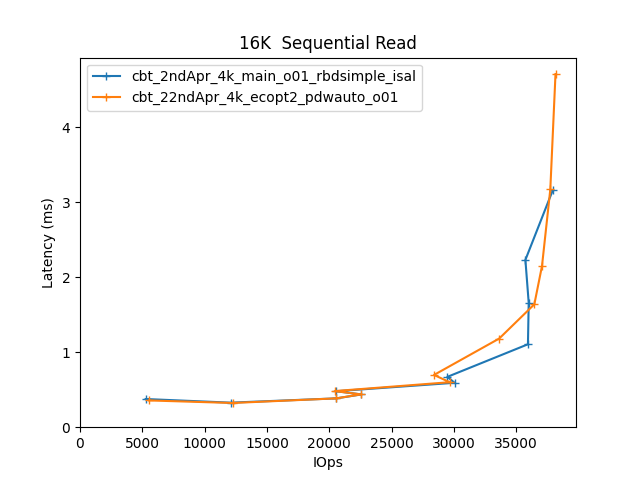 16K  Sequential Read
cbt_2ndApr_4k_main_o01_rbdsimple_isal
cbt_22ndApr_4k_ecopt2_pdwauto_o01
Latency (ms)
4
3
2
1
0
0 5000 10000 15000 20000 25000 30000 35000
IOps